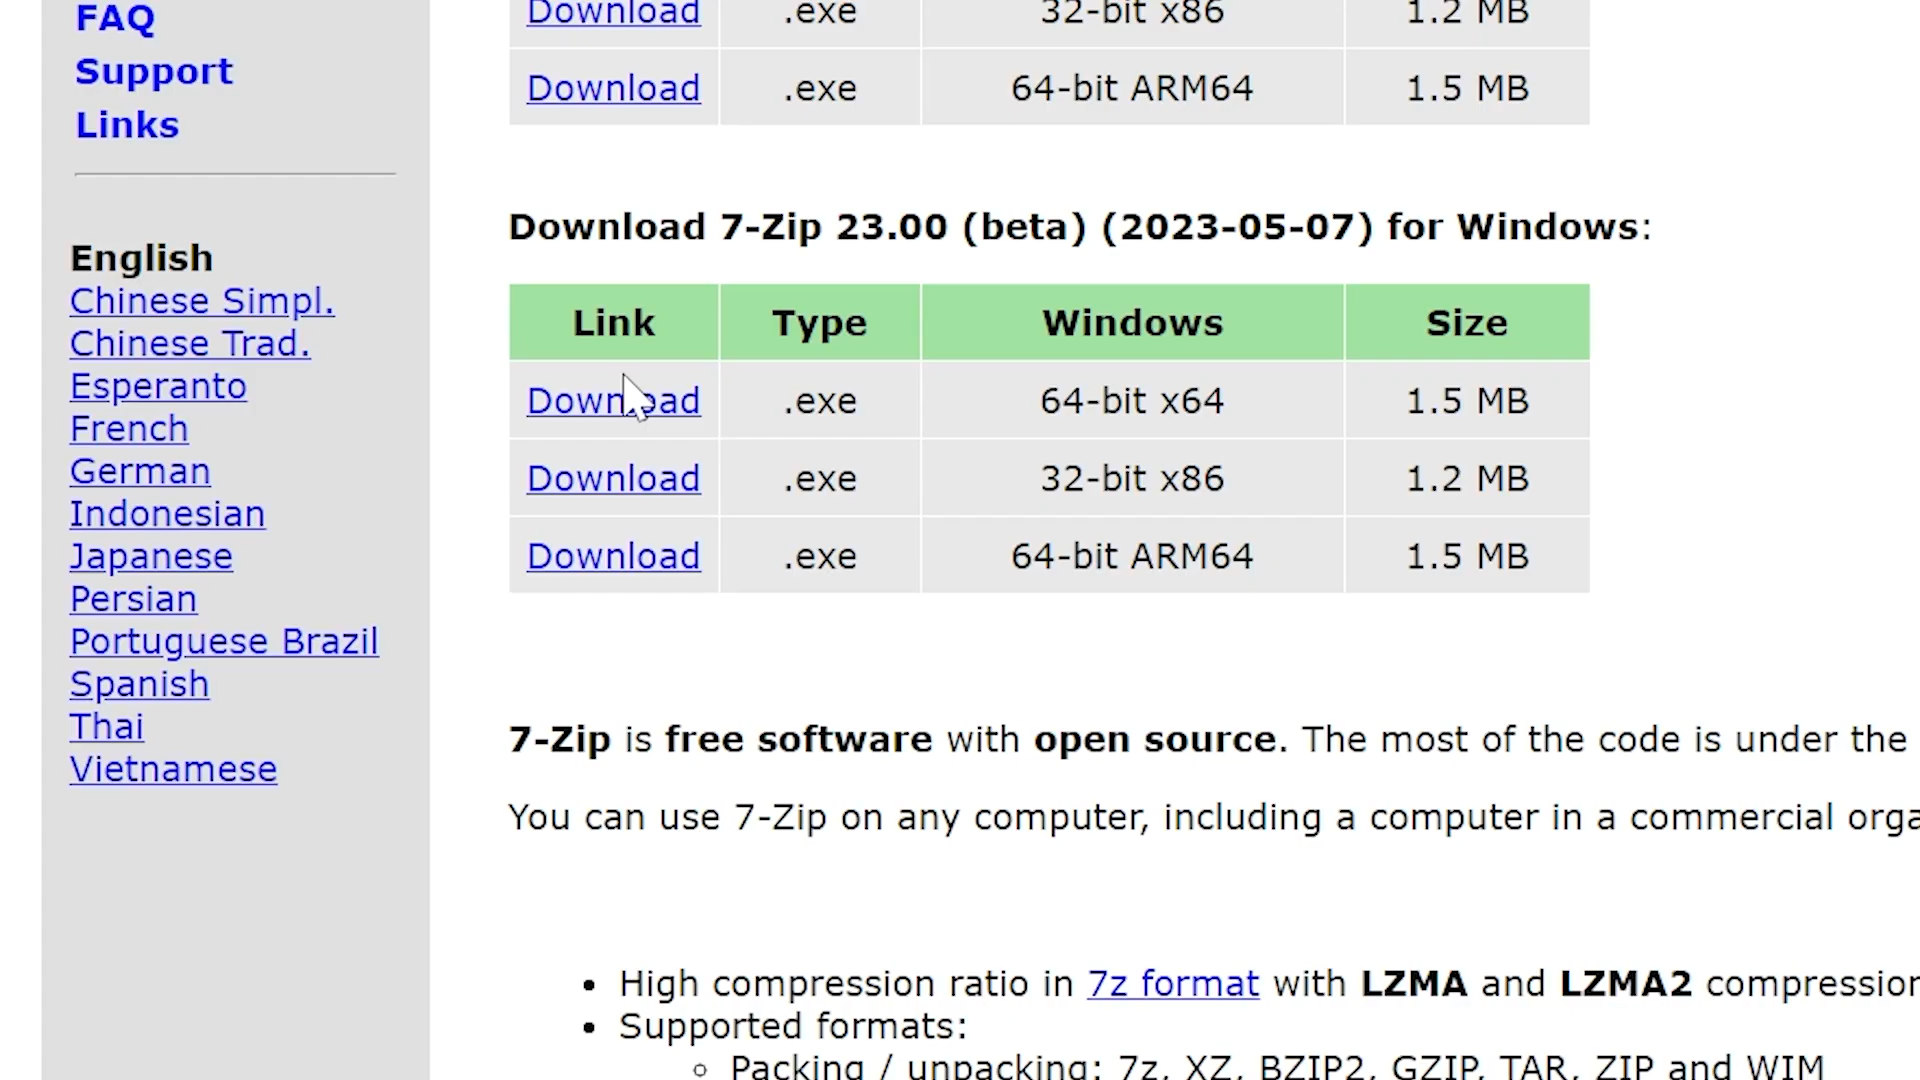 FAQ
Support
Links
English
Chinese Simpl.
Chinese Trad.
Esperanto
French
German
Indonesian
Japanese
Persian
Portuguese Brazil
Spanish
Thai
Vietnamese
Download .exe 32-bit x86 1.2 MB
Download .exe 64-bit ARM64 1.5 MB
Download 7-Zip 23.00 (beta) (2023-05-07) for Windows:
Link Type Windows Size
Download .exe 64-bit x64 1.5 MB
Download .exe 32-bit x86 1.2 MB
Download .exe 64-bit ARM64 1.5 MB
7-Zip is free software with open source. The most of the code is under the
You can use 7-Zip on any computer, including a computer in a commercial orga
High compression ratio in 7z format with LZMA and LZMA2 compression
Supported formats:
Packing / unpacking: 7z, XZ, BZIP2, GZIP, TAR, ZIP and WIM